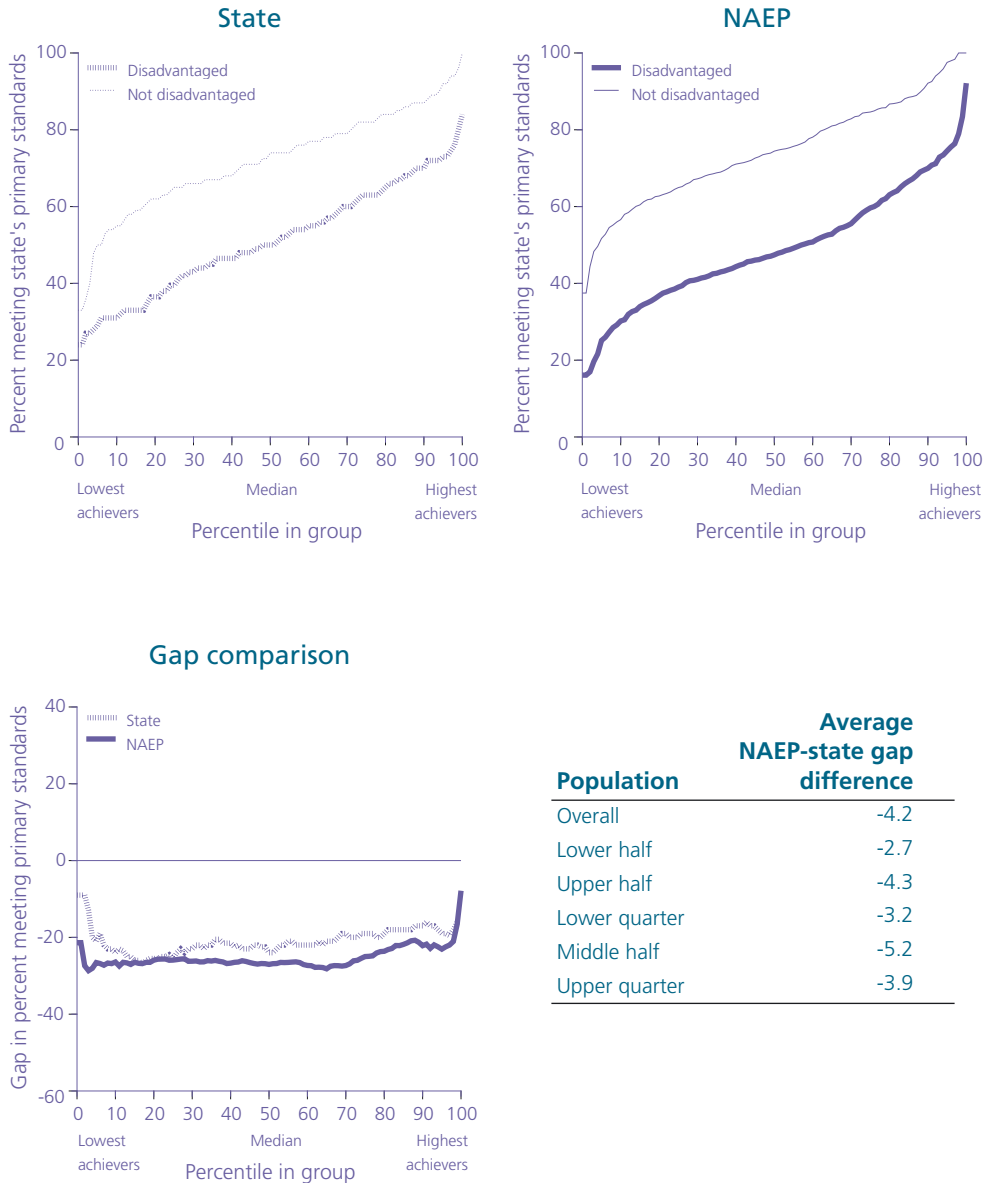 State
Percent meeting state's primary standards
100
80
60
40
20
0
Disadvantaged
Not disadvantaged
0 10 20 30 40 50 60 70 80 90 100
Lowest achievers
Median
Highest achievers
Percentile in group
NAEP
Percent meeting state's primary standards
100
80
60
40
20
0
Disadvantaged
Not disadvantaged
0 10 20 30 40 50 60 70 80 90 100
Lowest achievers
Median
Highest achievers
Percentile in group
Gap comparison
Gap in percent meeting primary standards
40
20
0
-20
-40
-60
State
NAEP
0 10 20 30 40 50 60 70 80 90 100
Lowest achievers
Median
Highest achievers
Percentile in group
Average
NAEP-state gap
Population difference
Overall -4.2
Lower half -2.7
Upper half -4.3
Lower quarter -3.2
Middle half -5.2
Upper quarter -3.9